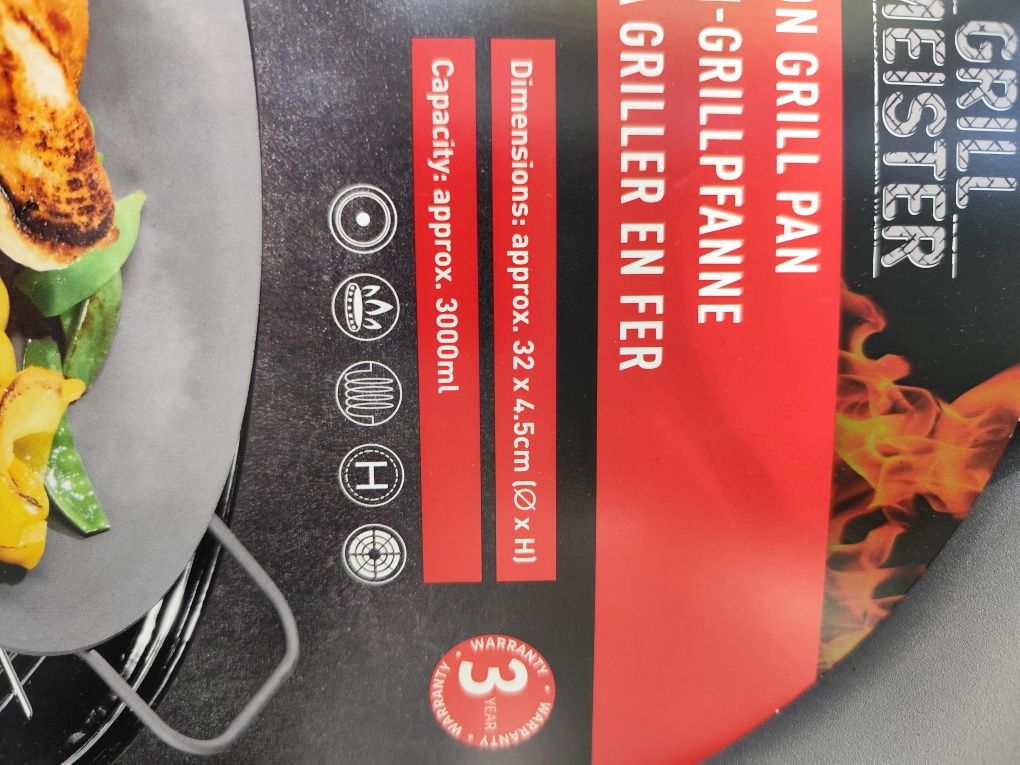 GRILL
MEISTER
ON GRILL PAN
-GRILLPFANNE
GRILLER EN FER
Dimensions: approx. 32 x 4.5cm (Ø x H)
Capacity: approx. 3000ml
H
WARRANTY • WARRANTY • WARRANTY •
3
YEAR